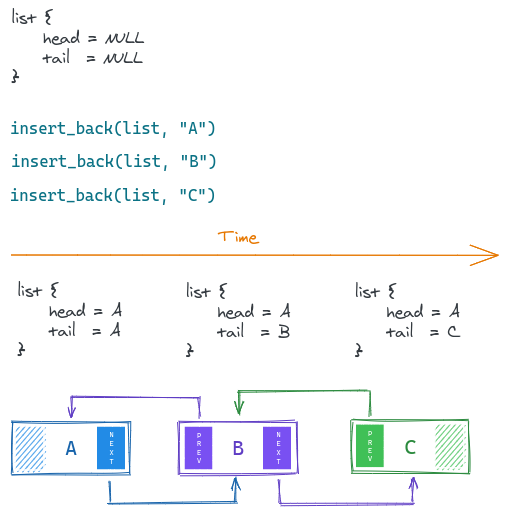 list {
head = NULL
tail = NULL
}
insert_back(list, "A")
insert_back(list, "B")
insert_back(list, "C")
Time
list {
head = A
tail = A
}
list {
head = A
tail = B
}
list {
head = A
tail = C
}
A
NEXT
PREV
B
NEXT
PREV
C